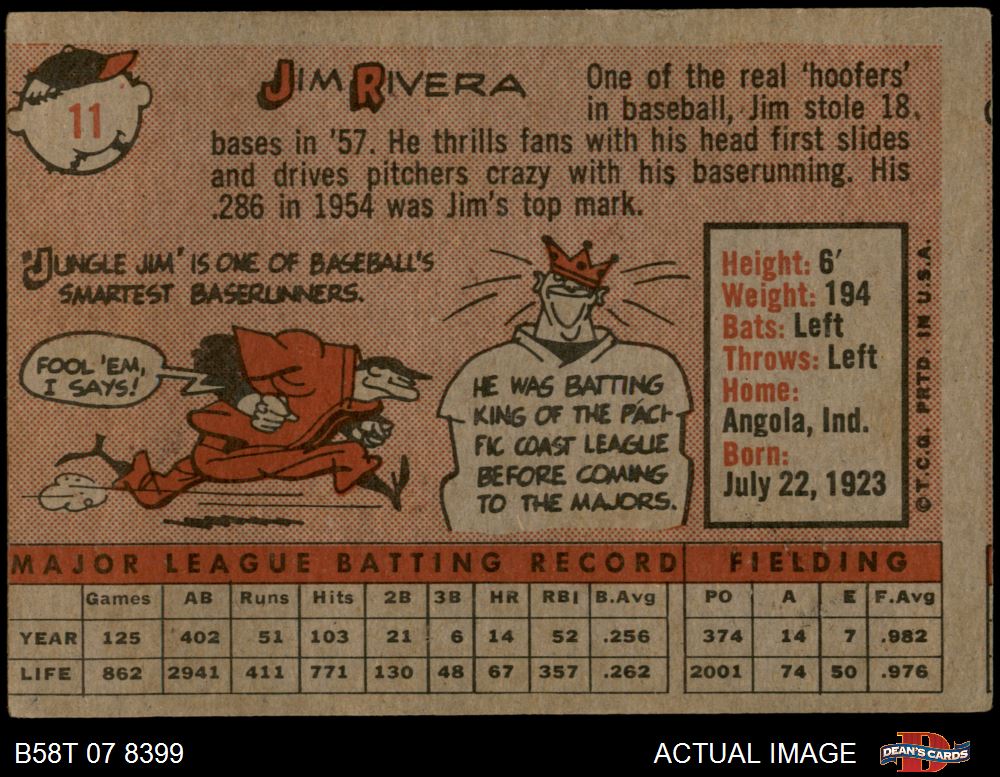 11
JIM RIVERA
One of the real 'hoofers'
in baseball, Jim stole 18
bases in '57. He thrills fans with his head first slides
and drives pitchers crazy with his baserunning. His
.286 in 1954 was Jim's top mark.
"JUNGLE JIM' IS ONE OF BASEBALL'S
SMARTEST BASERUNNERS.
FOOL 'EM,
I SAYS!
HE WAS BATTING
KING OF THE PACI-
FIC COAST LEAGUE
BEFORE COMING
TO THE MAJORS.
Height: 6'
Weight: 194
Bats: Left
Throws: Left
Home:
Angola, Ind.
Born:
July 22, 1923
©T.C.G. PRTD. IN U.S.A.
MAJOR LEAGUE BATTING RECORD FIELDING
Games AB Runs Hits 2B 3B HR RBI B.Avg PO A E F.Avg
YEAR 125 402 51 103 21 6 14 52 .256 374 14 7 .982
LIFE 862 2941 411 771 130 48 67 357 .262 2001 74 50 .976
B58T 07 8399
ACTUAL IMAGE
D
DEAN'S CARDS